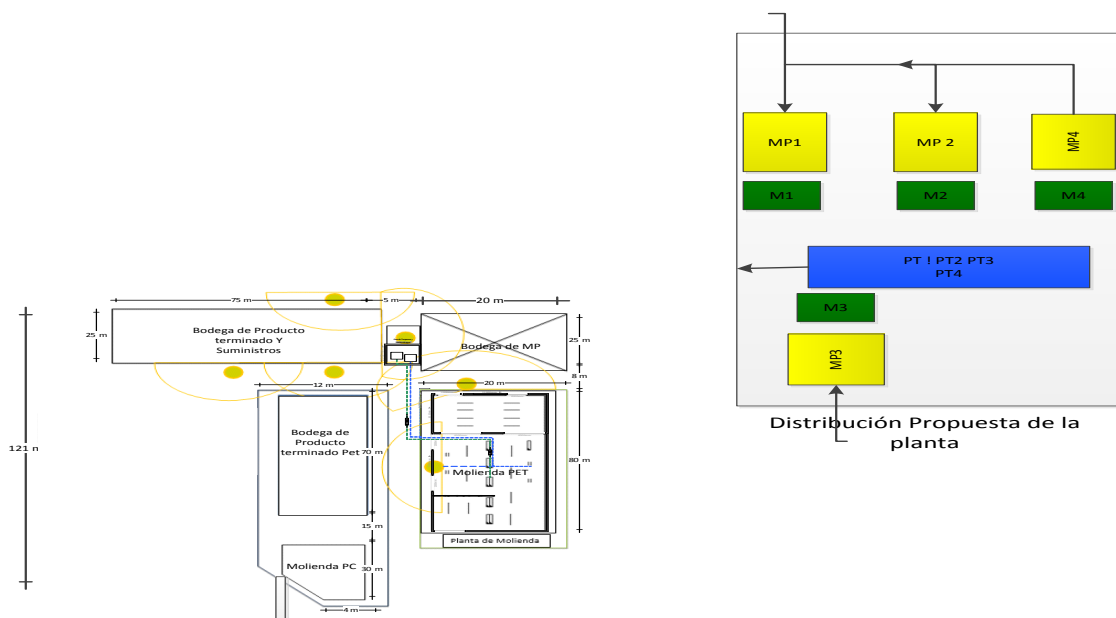 MP1
MP 2
MP4
M1
M2
M4
PT ! PT2 PT3
PT4
M3
MP3
Distribución Propuesta de la
planta
75 m
5 m
20 m
25 m
Bodega de Producto
terminado Y
Suministros
Bodega de MP
25 m
8 m
12 m
20 m
121 n
Bodega de
Producto
terminado Pet
70 m
Molienda PET
80 m
15 m
Planta de Molienda
Molienda PC
30 m
4 m